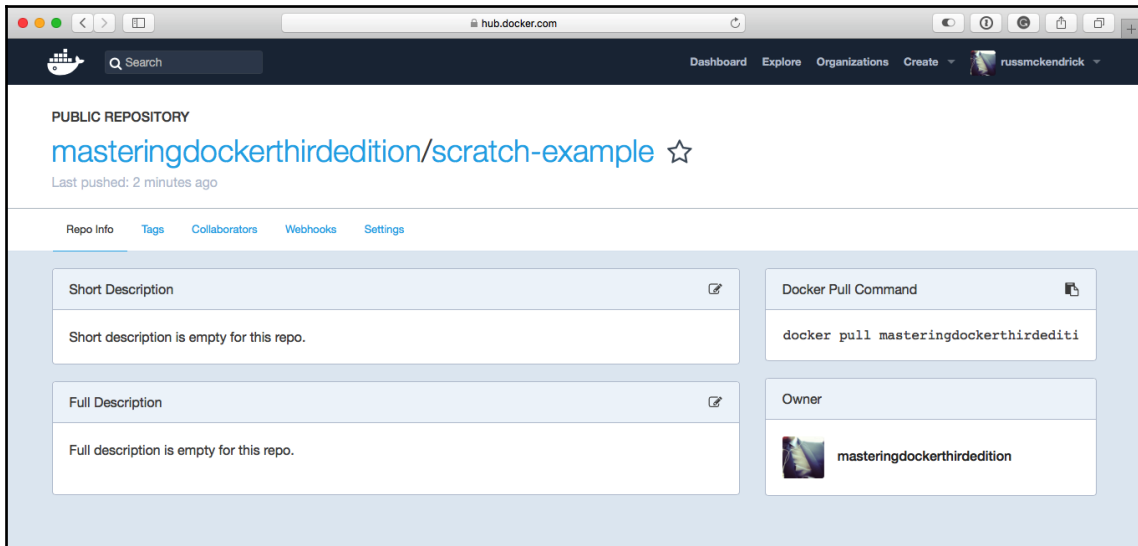 hub.docker.com
Search
Dashboard Explore Organizations Create russmckendrick
PUBLIC REPOSITORY
masteringdockerthirdedition/scratch-example
Last pushed: 2 minutes ago
Repo Info Tags Collaborators Webhooks Settings
Short Description
Short description is empty for this repo.
Docker Pull Command
docker pull masteringdockerthirdediti
Full Description
Full description is empty for this repo.
Owner
masteringdockerthirdedition